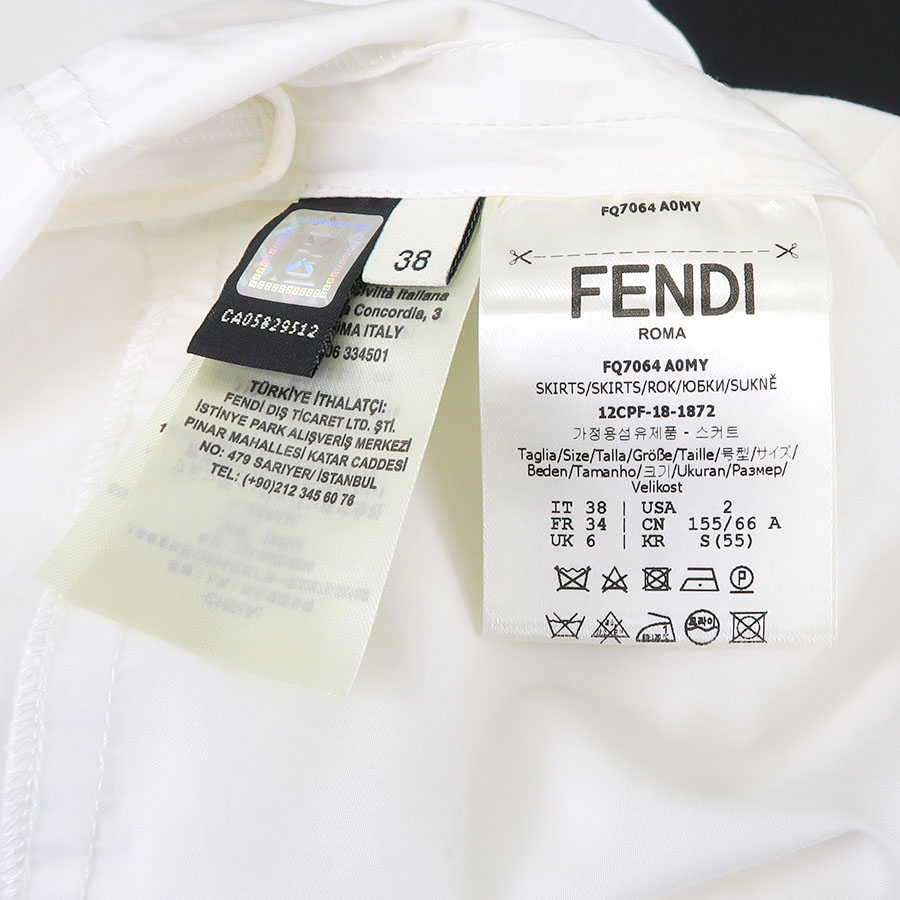 CA05829512
38
Civiltà Italiana
Concordia, 3
ROMA ITALY
06 334501
TÜRKİYE İTHALATÇI:
FENDI DIŞ TİCARET LTD. ŞTİ.
İSTİNYE PARK ALIŞVERİŞ MERKEZİ
PINAR MAHALLESİ KATAR CADDESİ
NO: 479 SARIYER/ İSTANBUL
TEL: (+90)212 345 60 76
1
FQ7064 A0MY
FENDI
ROMA
FQ7064 A0MY
SKIRTS/SKIRTS/ROK/ЮБКИ/SUKNĚ
12CPF-18-1872
가정용섬유제품 - 스커트
Taglia/Size/Talla/Größe/Taille/号型/サイズ/
Beden/Tamanho/크기/Ukuran/Размер/
Velikost
IT 38 | USA 2
FR 34 | CN 155/66 A
UK 6 | KR S(55)
P
드라이